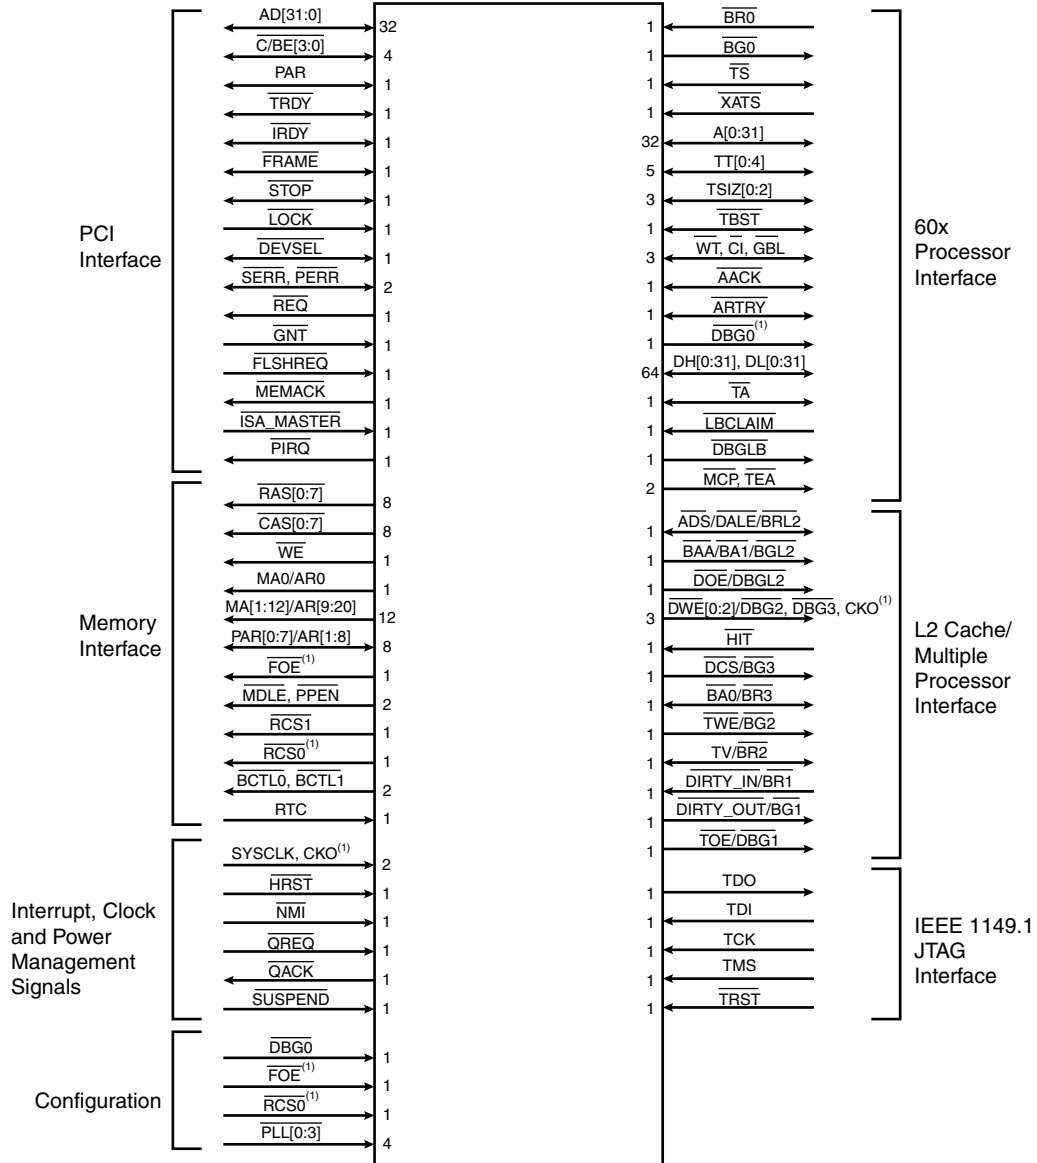 PCI
Interface
AD[31:0] 32
C/BE[3:0] 4
PAR 1
TRDY 1
IRDY 1
FRAME 1
STOP 1
LOCK 1
DEVSEL 1
SERR, PERR 2
REQ 1
GNT 1
FLSHREQ 1
MEMACK 1
ISA_MASTER 1
PIRQ 1
Memory
Interface
RAS[0:7] 8
CAS[0:7] 8
WE 1
MA0/AR0 1
MA[1:12]/AR[9:20] 12
PAR[0:7]/AR[1:8] 8
FOE(1) 1
MDLE, PPEN 2
RCS1 1
RCS0(1) 1
BCTL0, BCTL1 2
RTC 1
Interrupt, Clock
and Power
Management
Signals
SYSCLK, CKO(1) 2
HRST 1
NMI 1
QREQ 1
QACK 1
SUSPEND 1
Configuration
DBG0 1
FOE(1) 1
RCS0(1) 1
PLL[0:3] 4
1 BR0
1 BG0
1 TS
1 XATS
32 A[0:31]
5 TT[0:4]
3 TSIZ[0:2]
1 TBST
3 WT, CI, GBL
1 AACK
1 ARTRY
1 DBG0(1)
64 DH[0:31], DL[0:31]
1 TA
1 LBCLAIM
1 DBGLB
2 MCP, TEA
60x
Processor
Interface
1 ADS/DALE/BRL2
1 BAA/BA1/BGL2
1 DOE/DBGL2
3 DWE[0:2]/DBG2, DBG3, CKO(1)
1 HIT
1 DCS/BG3
1 BA0/BR3
1 TWE/BG2
1 TV/BR2
1 DIRTY_IN/BR1
1 DIRTY_OUT/BG1
1 TOE/DBG1
L2 Cache/
Multiple
Processor
Interface
1 TDO
1 TDI
1 TCK
1 TMS
1 TRST
IEEE 1149.1
JTAG
Interface